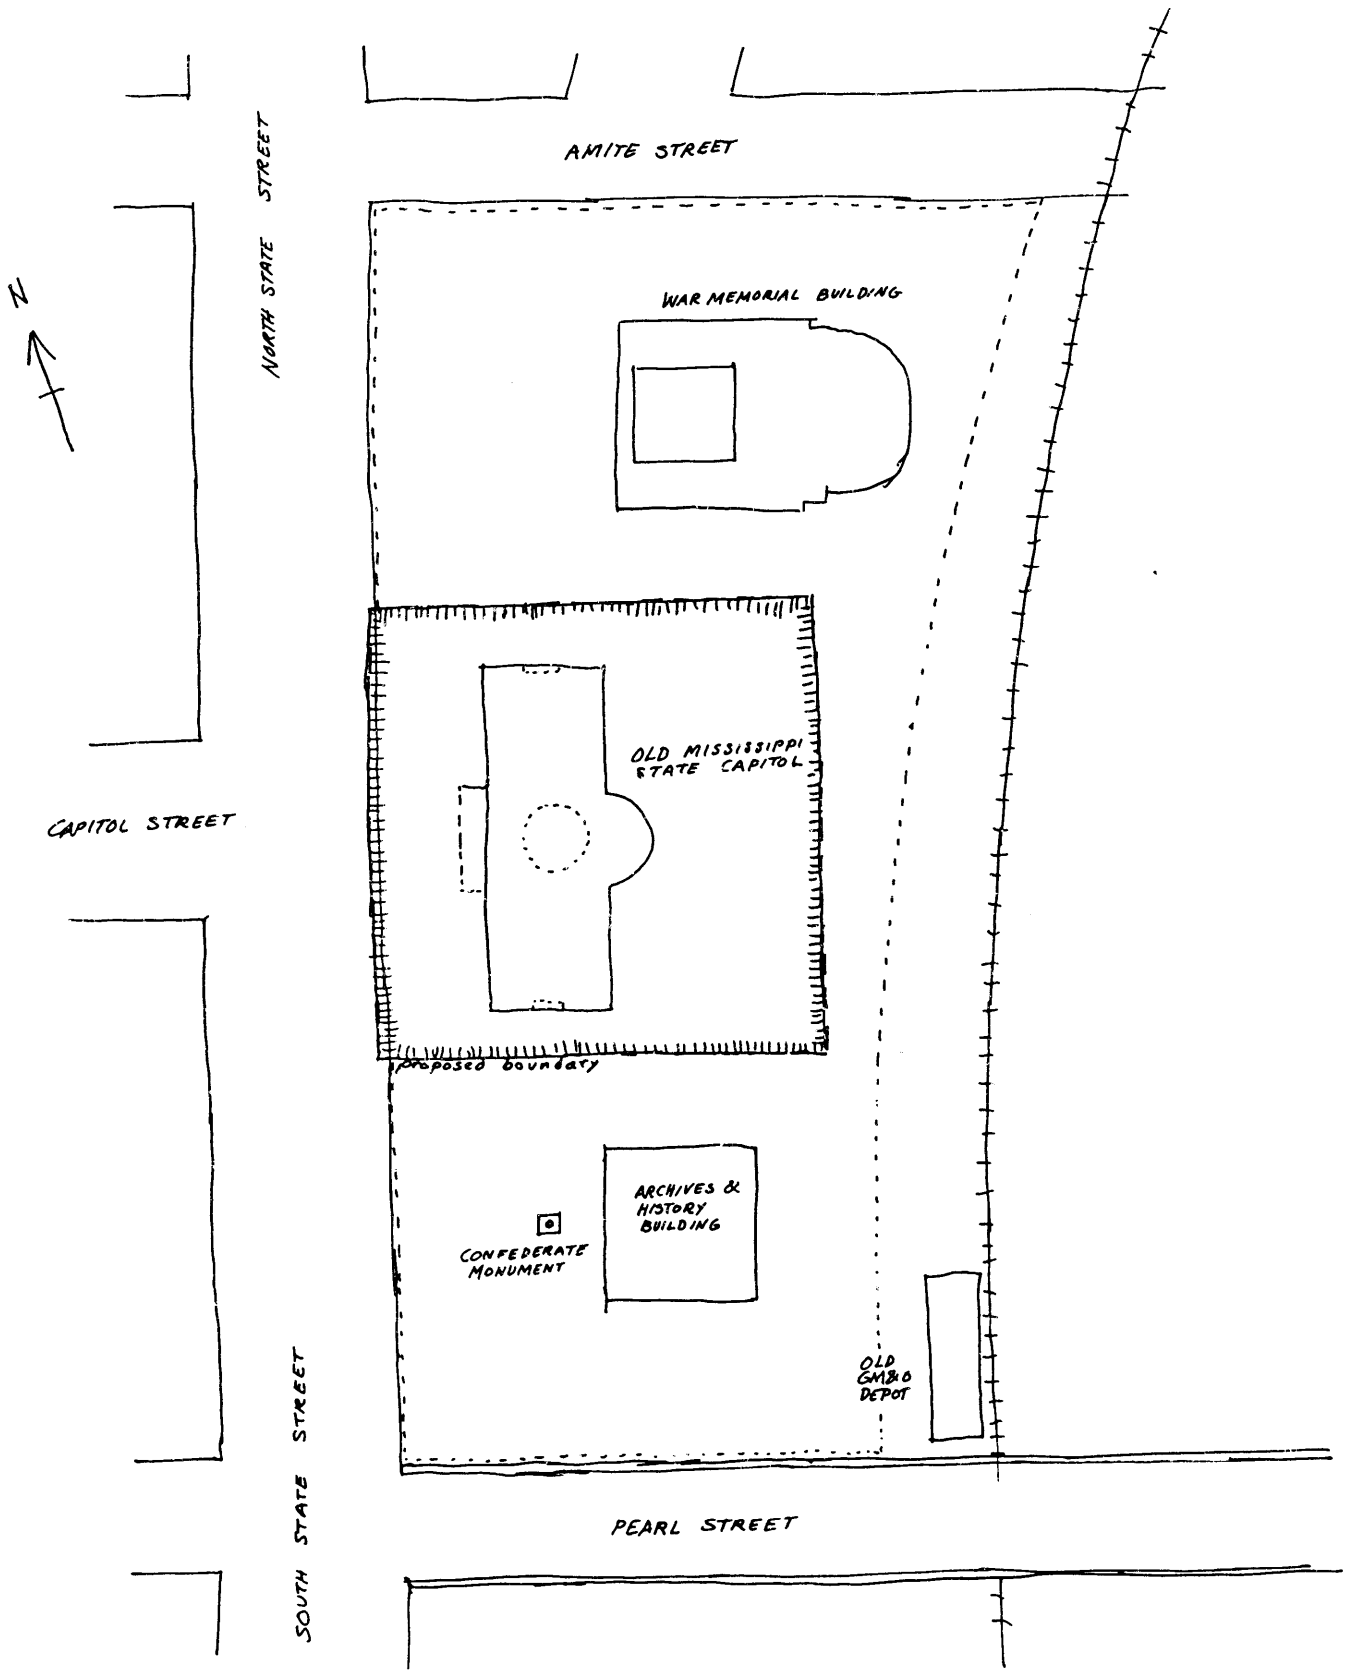 AMITE STREET
NORTH STATE STREET
N
WAR MEMORIAL BUILDING
OLD MISSISSIPPI
STATE CAPITOL
CAPITOL STREET
proposed boundary
ARCHIVES &
HISTORY
BUILDING
CONFEDERATE
MONUMENT
OLD
GM&O
DEPOT
SOUTH STATE STREET
PEARL STREET